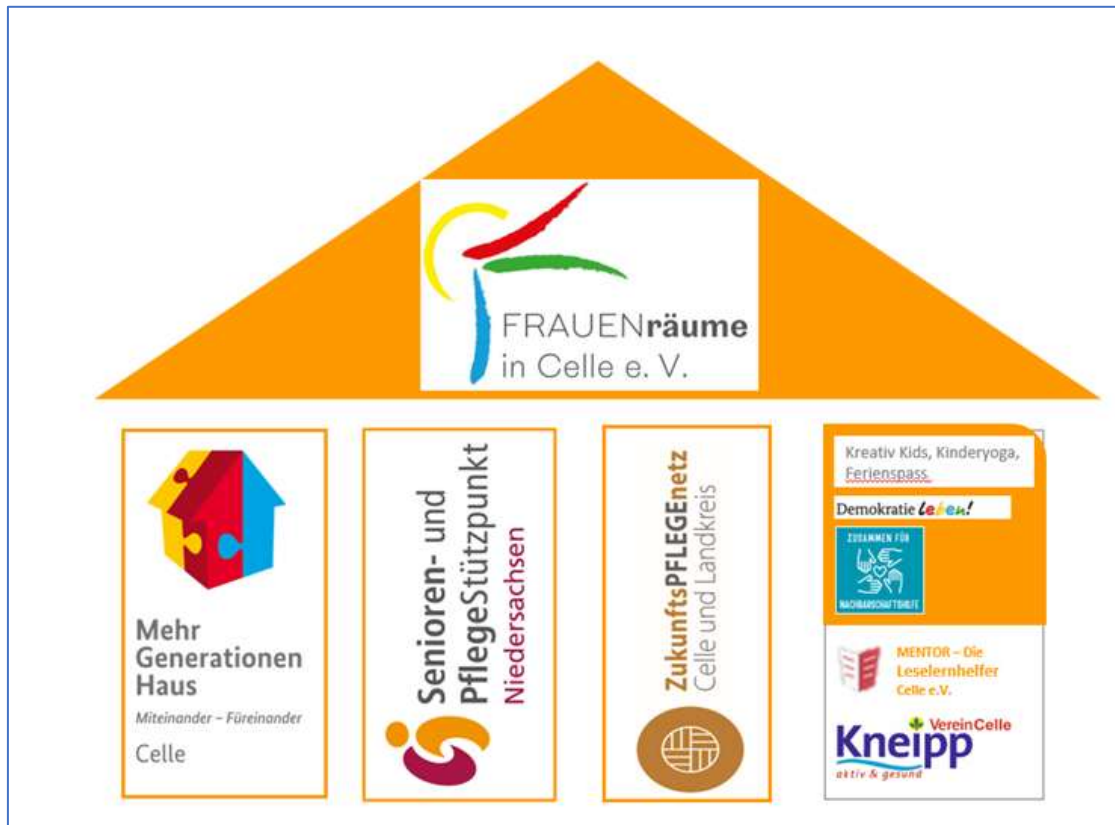 FRAUENräume
in Celle e. V.
Mehr
Generationen
Haus
Miteinander – Füreinander
Celle
Senioren- und
PflegeStützpunkt
Niedersachsen
ZukunftsPFLEGEnetz
Celle und Landkreis
Kreativ Kids, Kinderyoga,
Ferienspass
Demokratie leben!
ZUSAMMEN FÜR
NACHBARSCHAFTSHILFE
MENTOR – Die
Leselernhelfer
Celle e.V.
Verein Celle
Kneipp
aktiv & gesund